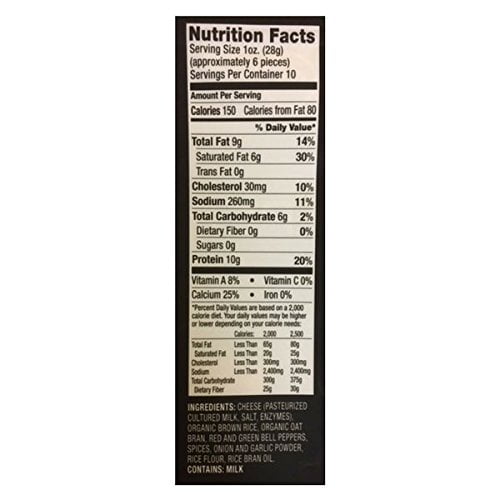 Nutrition Facts
Serving Size 1oz. (28g)
(approximately 6 pieces)
Servings Per Container 10
Amount Per Serving
Calories 150 Calories from Fat 80
% Daily Value*
Total Fat 9g 14%
Saturated Fat 6g 30%
Trans Fat 0g
Cholesterol 30mg 10%
Sodium 260mg 11%
Total Carbohydrate 6g 2%
Dietary Fiber 0g 0%
Sugars 0g
Protein 10g 20%
Vitamin A 8% • Vitamin C 0%
Calcium 25% • Iron 0%
*Percent Daily Values are based on a 2,000
calorie diet. Your daily values may be higher
or lower depending on your calorie needs:
Calories: 2,000 2,500
Total Fat Less Than 65g 80g
Saturated Fat Less Than 20g 25g
Cholesterol Less Than 300mg 300mg
Sodium Less Than 2,400mg 2,400mg
Total Carbohydrate 300g 375g
Dietary Fiber 25g 30g
INGREDIENTS: CHEESE (PASTEURIZED
CULTURED MILK, SALT, ENZYMES),
ORGANIC BROWN RICE, ORGANIC OAT
BRAN, RED AND GREEN BELL PEPPERS,
SPICES, ONION AND GARLIC POWDER,
RICE FLOUR, RICE BRAN OIL.
CONTAINS: MILK